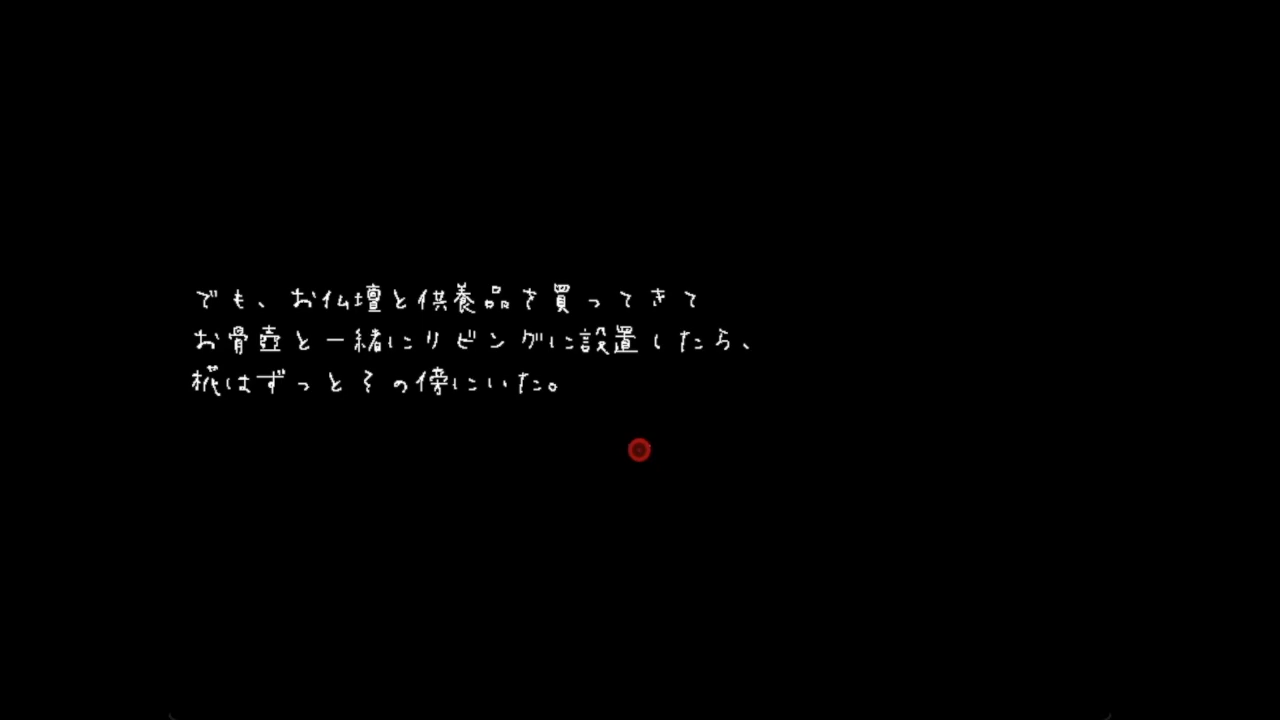 でも、お仏壇と供養品を買ってきて
お骨壺と一緒にリビングに設置したら、
椛はずっとその傍にいた。